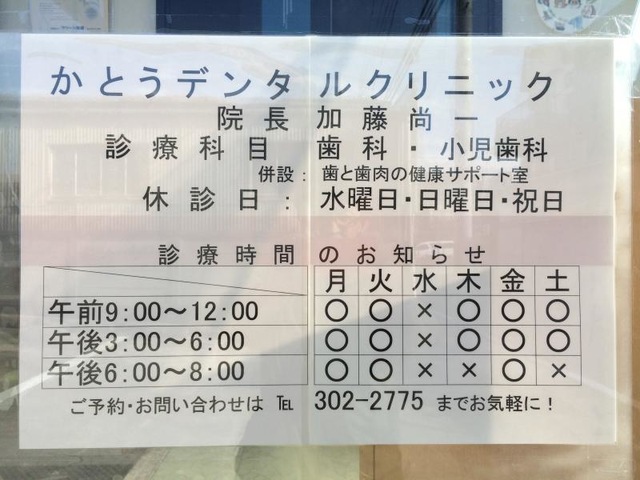 かとうデンタルクリニック
院長 加藤尚一
診療科目 歯科・小児歯科
併設：歯と歯肉の健康サポート室
休診日：水曜日・日曜日・祝日
診療時間のお知らせ
月 火 水 木 金 土
午前9:00～12:00 ○ ○ × ○ ○ ○
午後3:00～6:00 ○ ○ × ○ ○ ○
午後6:00～8:00 ○ ○ × × ○ ×
ご予約・お問い合わせは ℡ 302-2775 までお気軽に！